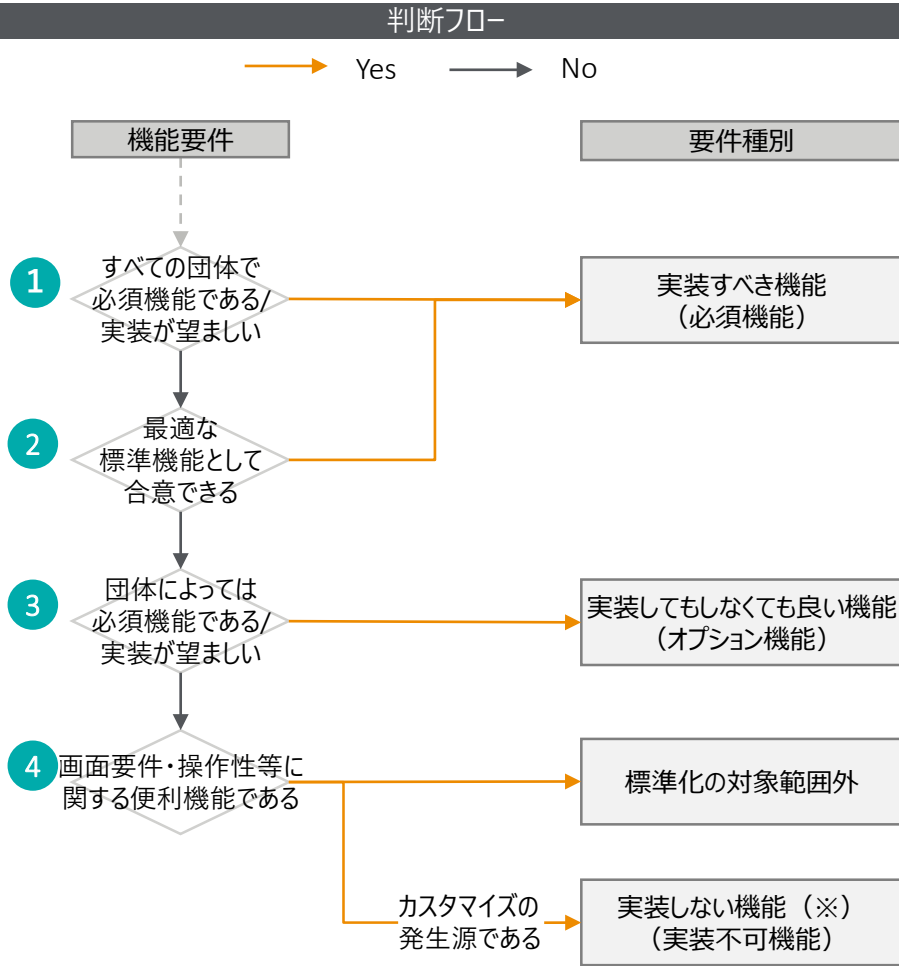 判断フロー
Yes
No
機能要件
要件種別
1
すべての団体で
必須機能である/
実装が望ましい
実装すべき機能
（必須機能）
2
最適な
標準機能として
合意できる
3
団体によっては
必須機能である/
実装が望ましい
実装してもしなくても良い機能
（オプション機能）
4
画面要件・操作性等に
関する便利機能である
標準化の対象範囲外
カスタマイズの
発生源である
実装しない機能（※）
（実装不可機能）